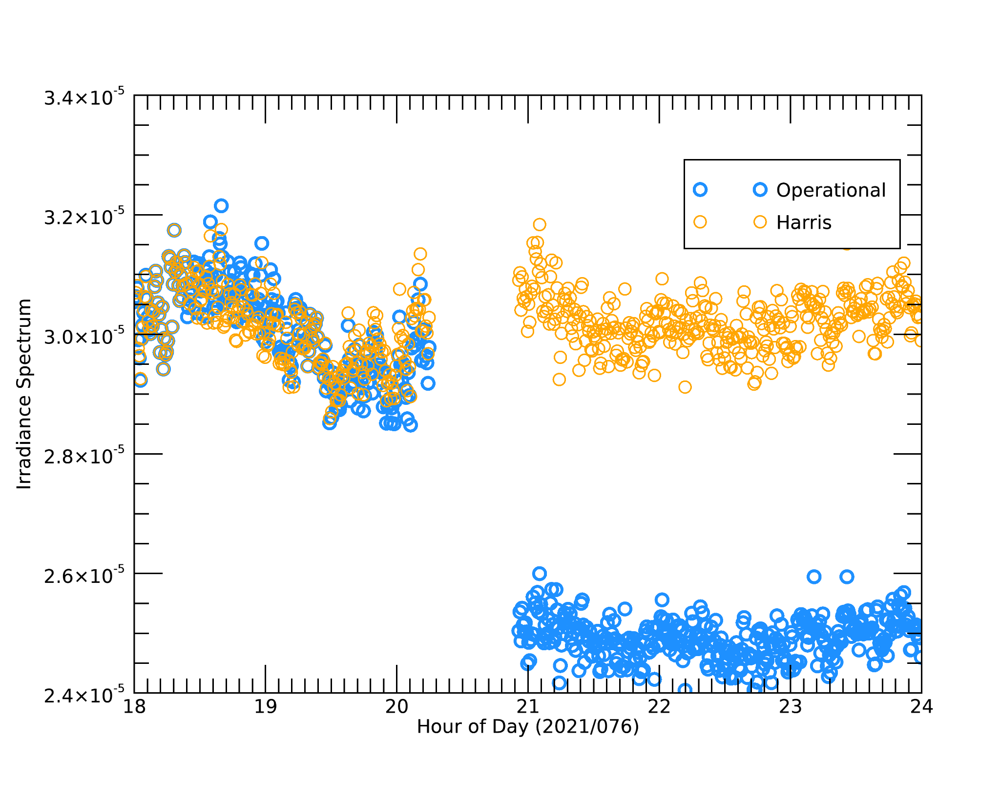 3.4×10⁻⁵
3.2×10⁻⁵
3.0×10⁻⁵
2.8×10⁻⁵
2.6×10⁻⁵
2.4×10⁻⁵
Irradiance Spectrum
Operational
Harris
18 19 20 21 22 23 24
Hour of Day (2021/076)